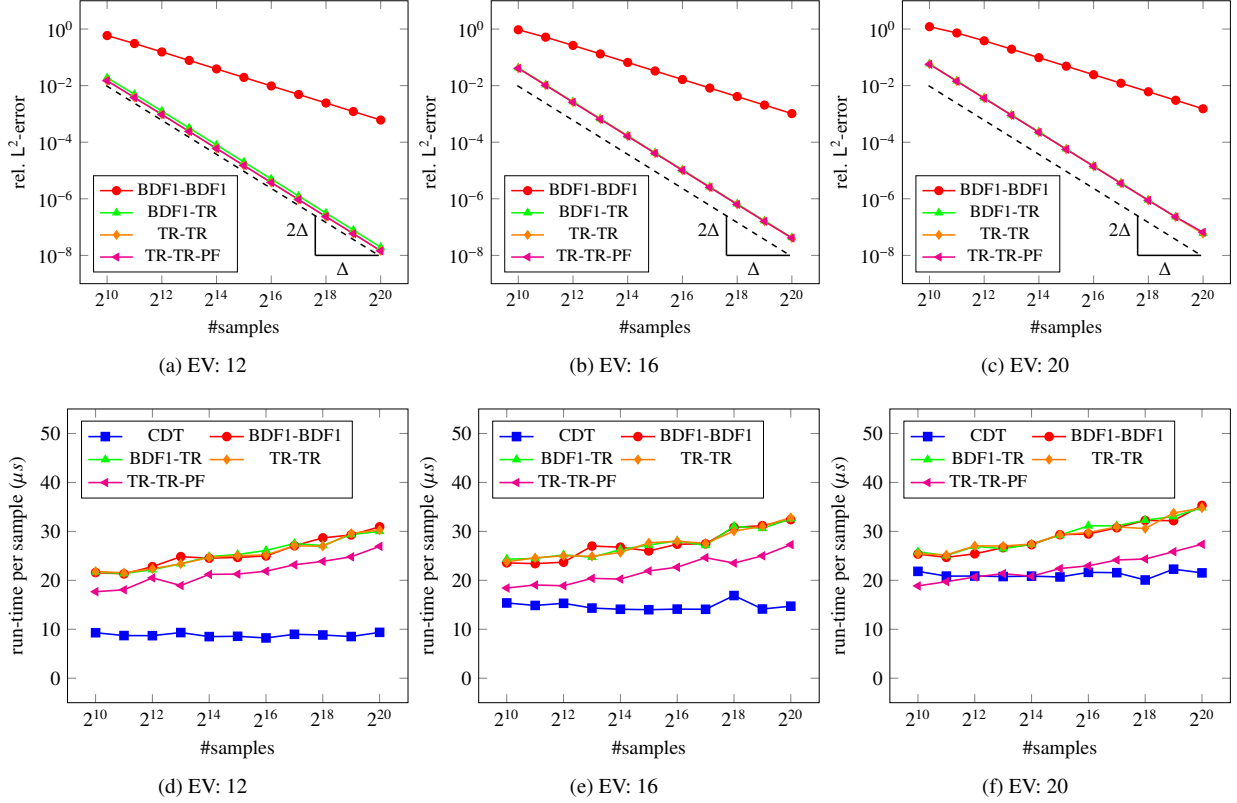 10^0
10^−2
10^−4
10^−6
10^−8
rel. L^2-error
BDF1-BDF1
BDF1-TR
TR-TR
TR-TR-PF
2Δ
Δ
2^10 2^12 2^14 2^16 2^18 2^20
#samples
(a) EV: 12
10^0
10^−2
10^−4
10^−6
10^−8
rel. L^2-error
BDF1-BDF1
BDF1-TR
TR-TR
TR-TR-PF
2Δ
Δ
2^10 2^12 2^14 2^16 2^18 2^20
#samples
(b) EV: 16
10^0
10^−2
10^−4
10^−6
10^−8
rel. L^2-error
BDF1-BDF1
BDF1-TR
TR-TR
TR-TR-PF
2Δ
Δ
2^10 2^12 2^14 2^16 2^18 2^20
#samples
(c) EV: 20
50
40
30
20
10
0
run-time per sample (μs)
CDT BDF1-BDF1
BDF1-TR TR-TR
TR-TR-PF
2^10 2^12 2^14 2^16 2^18 2^20
#samples
(d) EV: 12
50
40
30
20
10
0
run-time per sample (μs)
CDT BDF1-BDF1
BDF1-TR TR-TR
TR-TR-PF
2^10 2^12 2^14 2^16 2^18 2^20
#samples
(e) EV: 16
50
40
30
20
10
0
run-time per sample (μs)
CDT BDF1-BDF1
BDF1-TR TR-TR
TR-TR-PF
2^10 2^12 2^14 2^16 2^18 2^20
#samples
(f) EV: 20